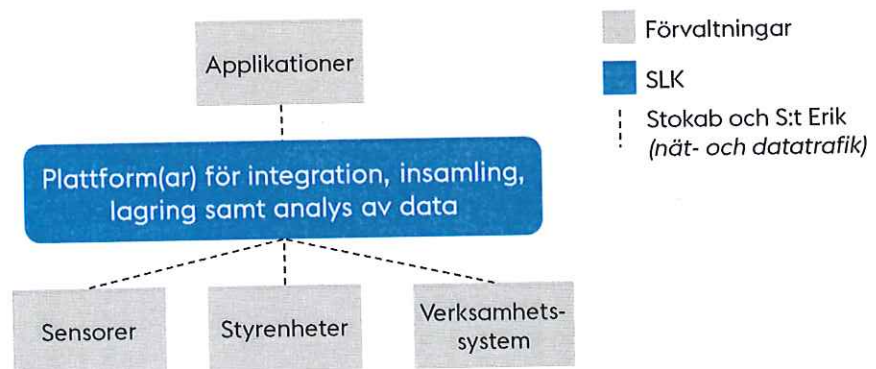 Applikationer
Plattform(ar) för integration, insamling,
lagring samt analys av data
Sensorer
Styrenheter
Verksamhets-
system
Förvaltningar
SLK
Stokab och S:t Erik
(nät- och datatrafik)